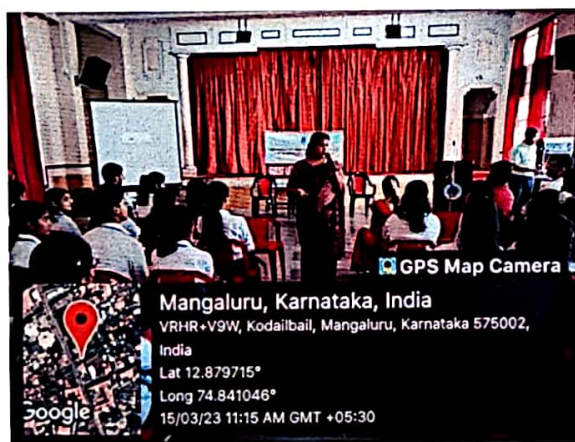 GPS Map Camera
Mangaluru, Karnataka, India
VRHR+V9W, Kodailbail, Mangaluru, Karnataka 575002,
India
Lat 12.879715°
Long 74.841046°
15/03/23 11:15 AM GMT +05:30
Google